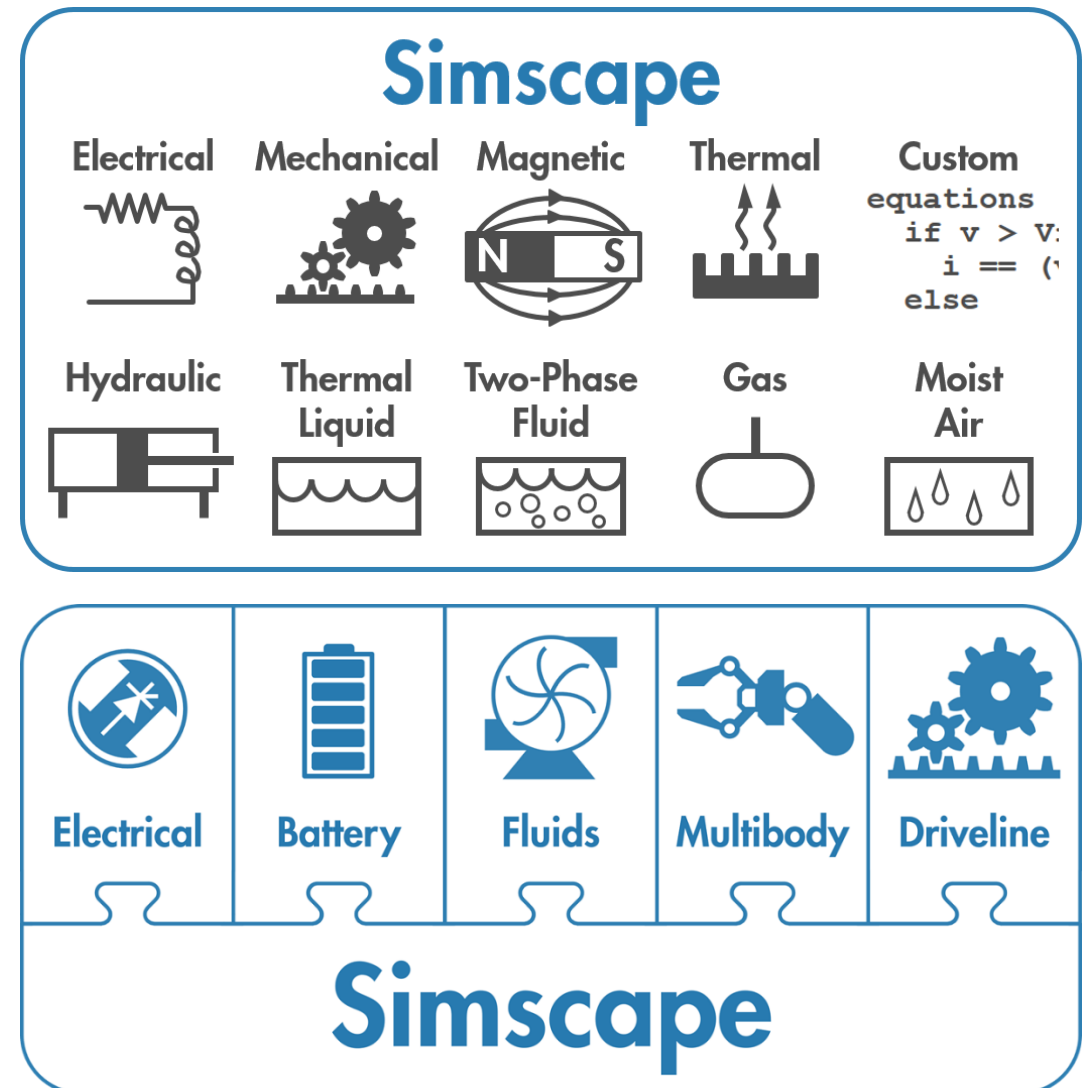 Simscape
Electrical Mechanical Magnetic Thermal Custom
equations
if v > V
i == (
else
N S
Hydraulic Thermal Two-Phase Gas Moist
Liquid Fluid Air
Electrical Battery Fluids Multibody Driveline
Simscape